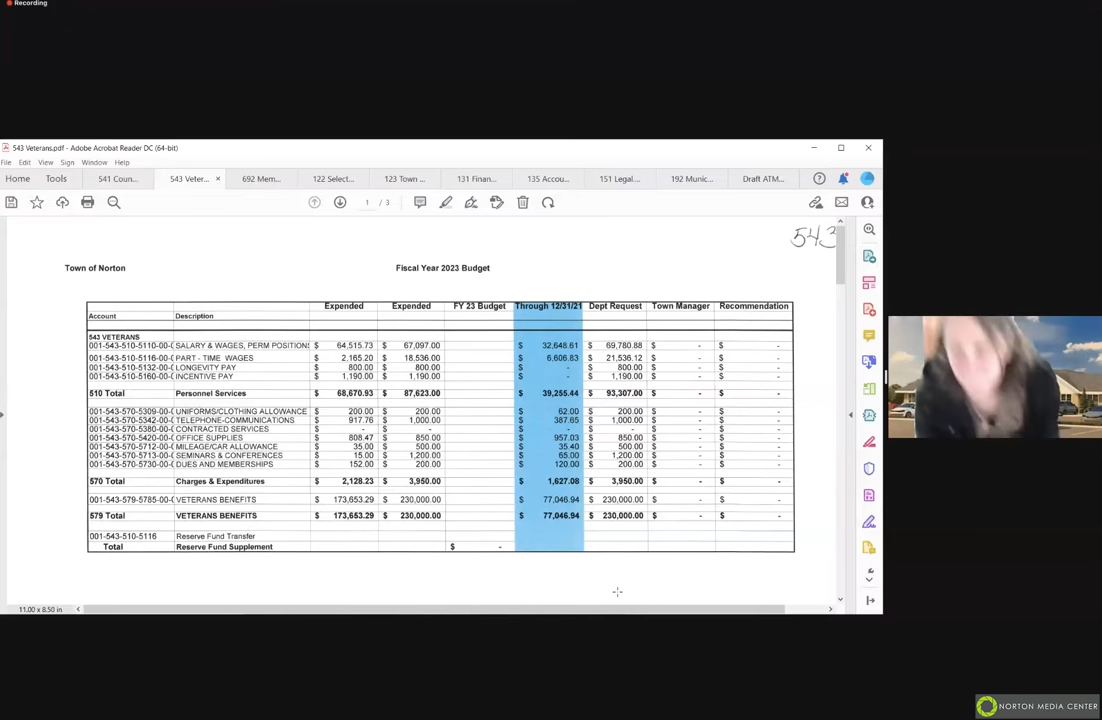 Recording
543 Veterans.pdf - Adobe Acrobat Reader DC (64-bit)
File Edit View Sign Window Help
Home Tools 541 Coun... 543 Veter... × 692 Mem... 122 Select... 123 Town ... 131 Finan... 135 Accou... 151 Legal.... 192 Munic... Draft ATM...
1 / 3
543
Town of Norton Fiscal Year 2023 Budget
Expended Expended FY 23 Budget Through 12/31/21 Dept Request Town Manager Recommendation
Account Description
543 VETERANS
001-543-510-5110-00-( SALARY & WAGES, PERM POSITIONS $ 64,515.73 $ 67,097.00 $ 32,648.61 $ 69,780.88 $ - $ -
001-543-510-5116-00-( PART - TIME WAGES $ 2,165.20 $ 18,536.00 $ 6,606.83 $ 21,536.12 $ - $ -
001-543-510-5132-00-( LONGEVITY PAY $ 800.00 $ 800.00 $ - $ 800.00 $ - $ -
001-543-510-5160-00-( INCENTIVE PAY $ 1,190.00 $ 1,190.00 $ - $ 1,190.00 $ - $ -
510 Total Personnel Services $ 68,670.93 $ 87,623.00 $ 39,255.44 $ 93,307.00 $ - $ -
001-543-570-5309-00-( UNIFORMS/CLOTHING ALLOWANCE $ 200.00 $ 200.00 $ 62.00 $ 200.00 $ - $ -
001-543-570-5342-00-( TELEPHONE-COMMUNICATIONS $ 917.76 $ 1,000.00 $ 387.65 $ 1,000.00 $ - $ -
001-543-570-5380-00-( CONTRACTED SERVICES $ - $ - $ - $ - $ - $ -
001-543-570-5420-00-( OFFICE SUPPLIES $ 808.47 $ 850.00 $ 957.03 $ 850.00 $ - $ -
001-543-570-5712-00-( MILEAGE/CAR ALLOWANCE $ 35.00 $ 500.00 $ 35.40 $ 500.00 $ - $ -
001-543-570-5713-00-( SEMINARS & CONFERENCES $ 15.00 $ 1,200.00 $ 65.00 $ 1,200.00 $ - $ -
001-543-570-5730-00-( DUES AND MEMBERSHIPS $ 152.00 $ 200.00 $ 120.00 $ 200.00 $ - $ -
570 Total Charges & Expenditures $ 2,128.23 $ 3,950.00 $ 1,627.08 $ 3,950.00 $ - $ -
001-543-579-5785-00-( VETERANS BENEFITS $ 173,653.29 $ 230,000.00 $ 77,046.94 $ 230,000.00 $ - $ -
579 Total VETERANS BENEFITS $ 173,653.29 $ 230,000.00 $ 77,046.94 $ 230,000.00 $ - $ -
001-543-510-5116 Reserve Fund Transfer
Total Reserve Fund Supplement $ -
11.00 x 8.50 in
NORTON MEDIA CENTER